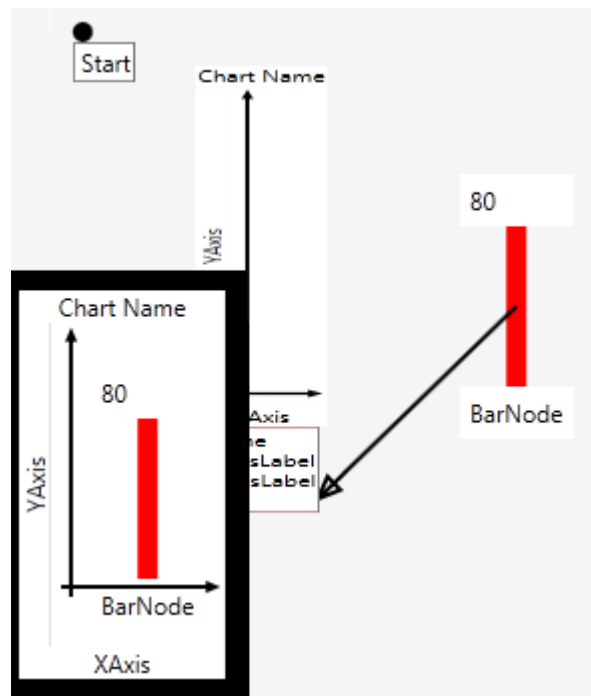 Start
Chart Name
YAxis
80
Axis
BarNode
sLabel
sLabel
Chart Name
80
YAxis
BarNode
XAxis